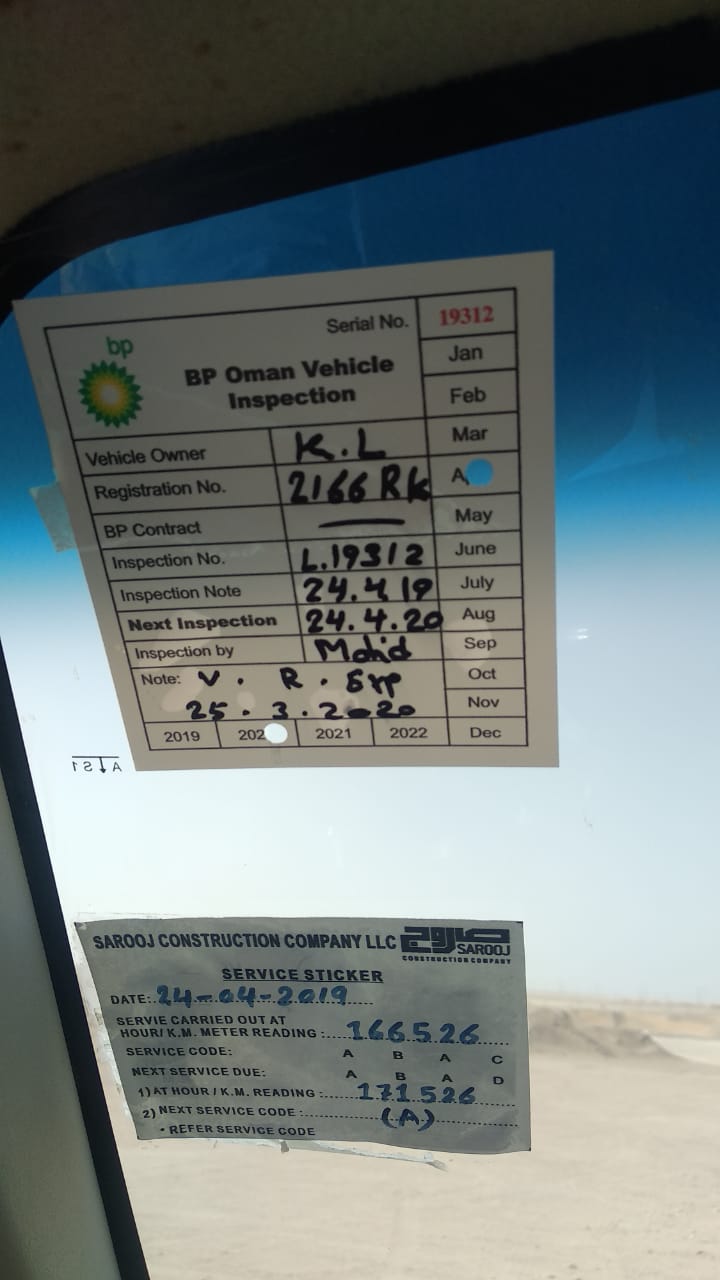 bp
Serial No. 19312
BP Oman Vehicle
Inspection
Jan
Feb
Vehicle Owner K.L Mar
Registration No. 2166 RK A
BP Contract May
Inspection No. L.19312 June
Inspection Note 24.4 19 July
Next Inspection 24.4.20 Aug
Inspection by Mohid Sep
Note: V. R. Exp Oct
25.3.2020 Nov
2019 202 2021 2022 Dec
SAROOJ CONSTRUCTION COMPANY LLC صاروج SAROOJ
CONSTRUCTION COMPANY
SERVICE STICKER
DATE: 24-04-2019
SERVIE CARRIED OUT AT
HOUR/ K.M. METER READING : 166526
SERVICE CODE: A B A C
NEXT SERVICE DUE: A B A D
1) AT HOUR / K.M. READING : 171526
2) NEXT SERVICE CODE : (A)
• REFER SERVICE CODE